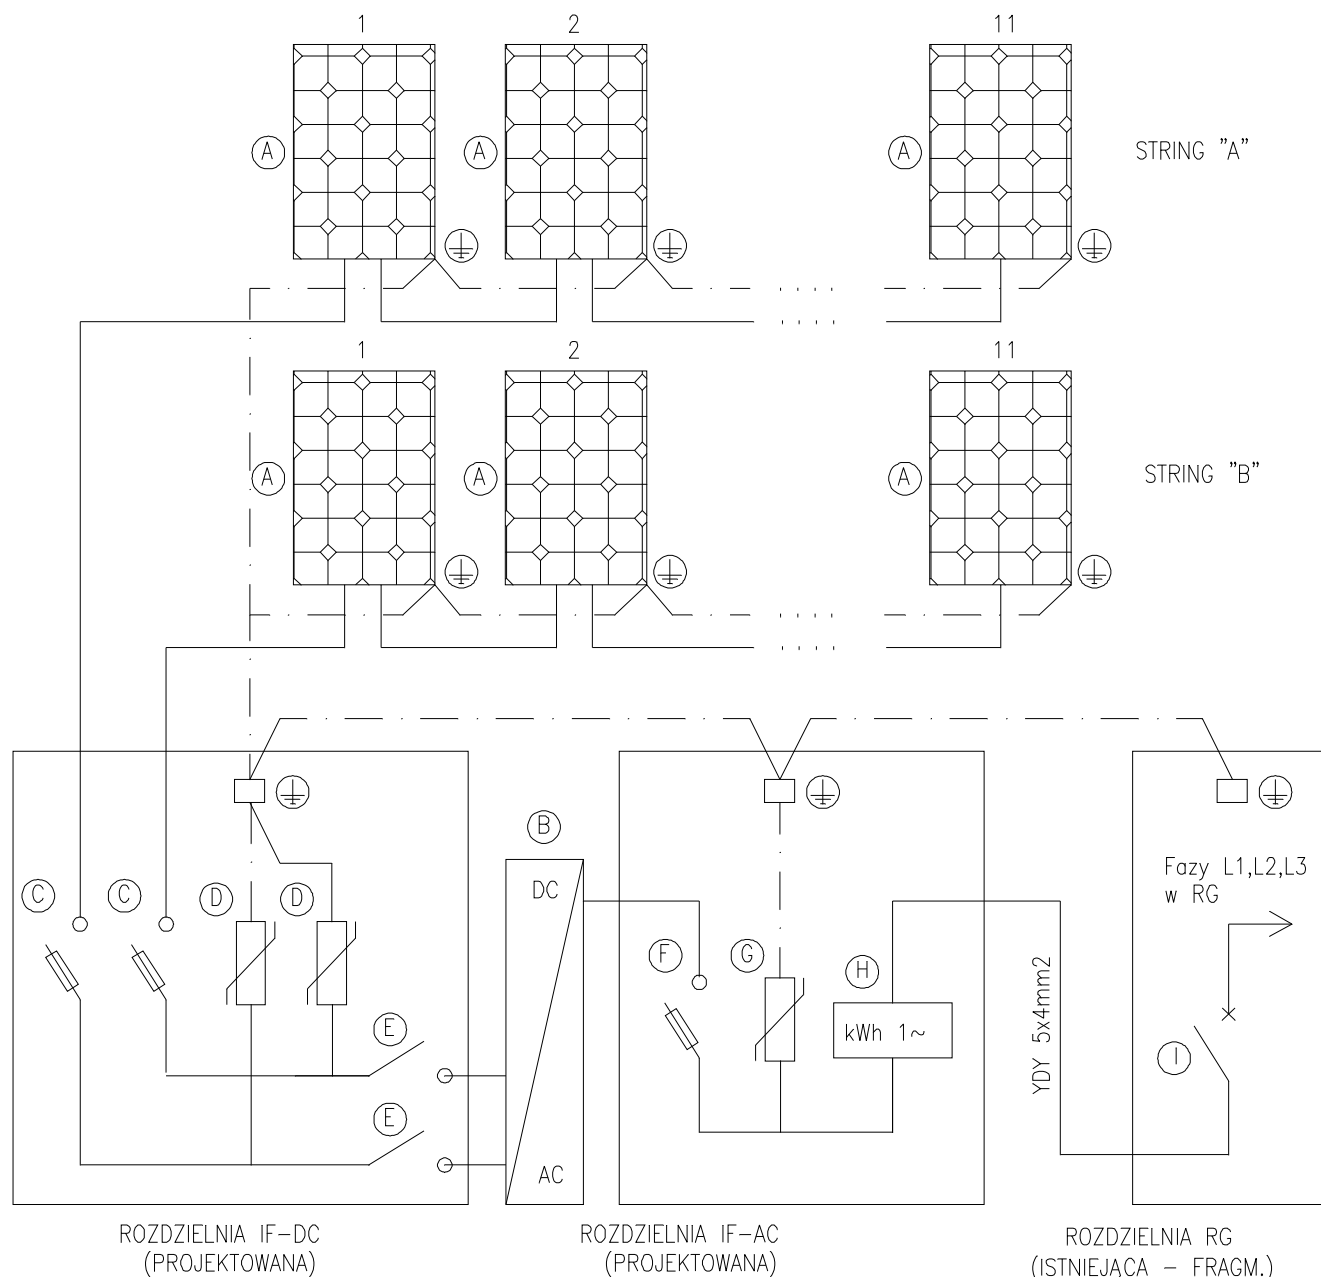 1 2 11
A A A STRING "A"
1 2 11
A A A STRING "B"
B
DC
AC
C C D D
E
E
F G H
kWh 1~
YDY 5x4mm2
Fazy L1,L2,L3
w RG
I
ROZDZIELNIA IF-DC
(PROJEKTOWANA)
ROZDZIELNIA IF-AC
(PROJEKTOWANA)
ROZDZIELNIA RG
(ISTNIEJĄCA - FRAGM.)